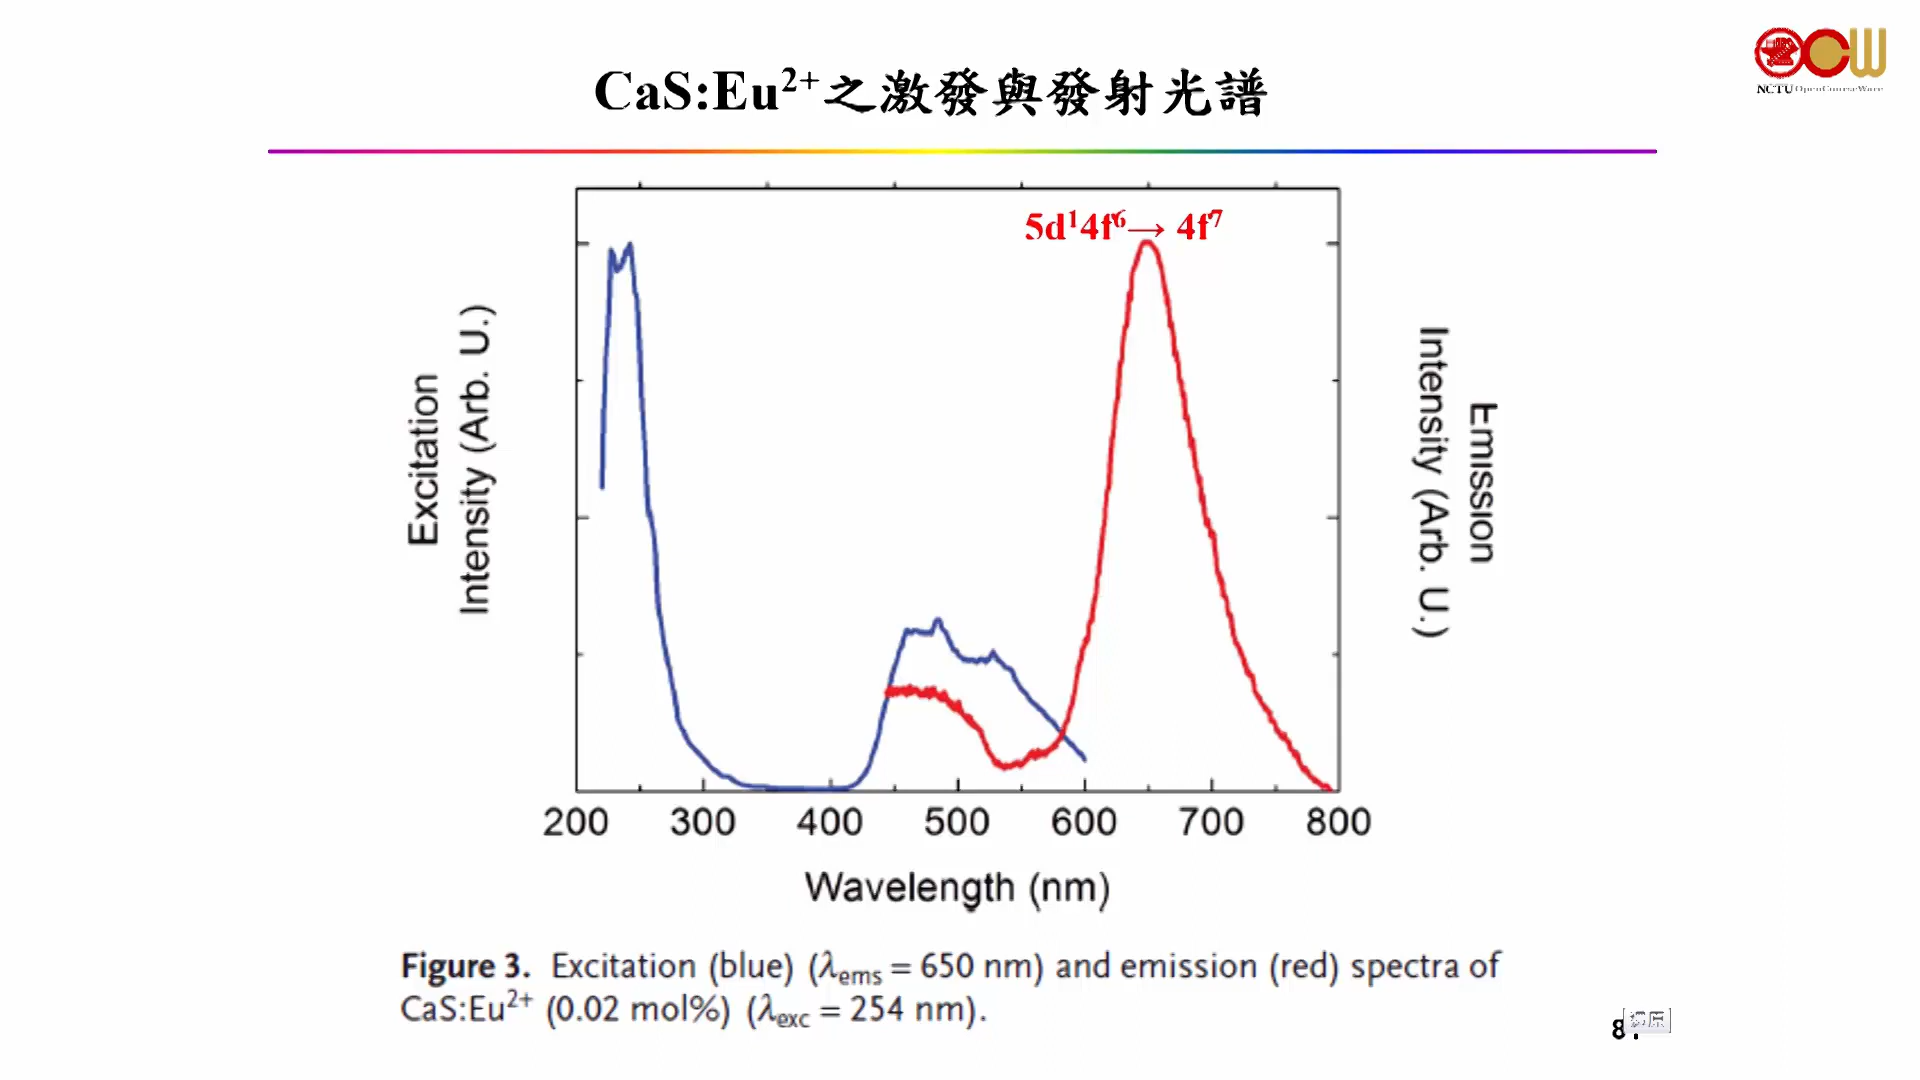 CaS:Eu²⁺之激發與發射光譜
NCTU OpenCourseWare
5d¹4f⁶→ 4f⁷
Excitation
Intensity (Arb. U.)
Emission
Intensity (Arb. U.)
200 300 400 500 600 700 800
Wavelength (nm)
Figure 3. Excitation (blue) (λems = 650 nm) and emission (red) spectra of
CaS:Eu²⁺ (0.02 mol%) (λexc = 254 nm).